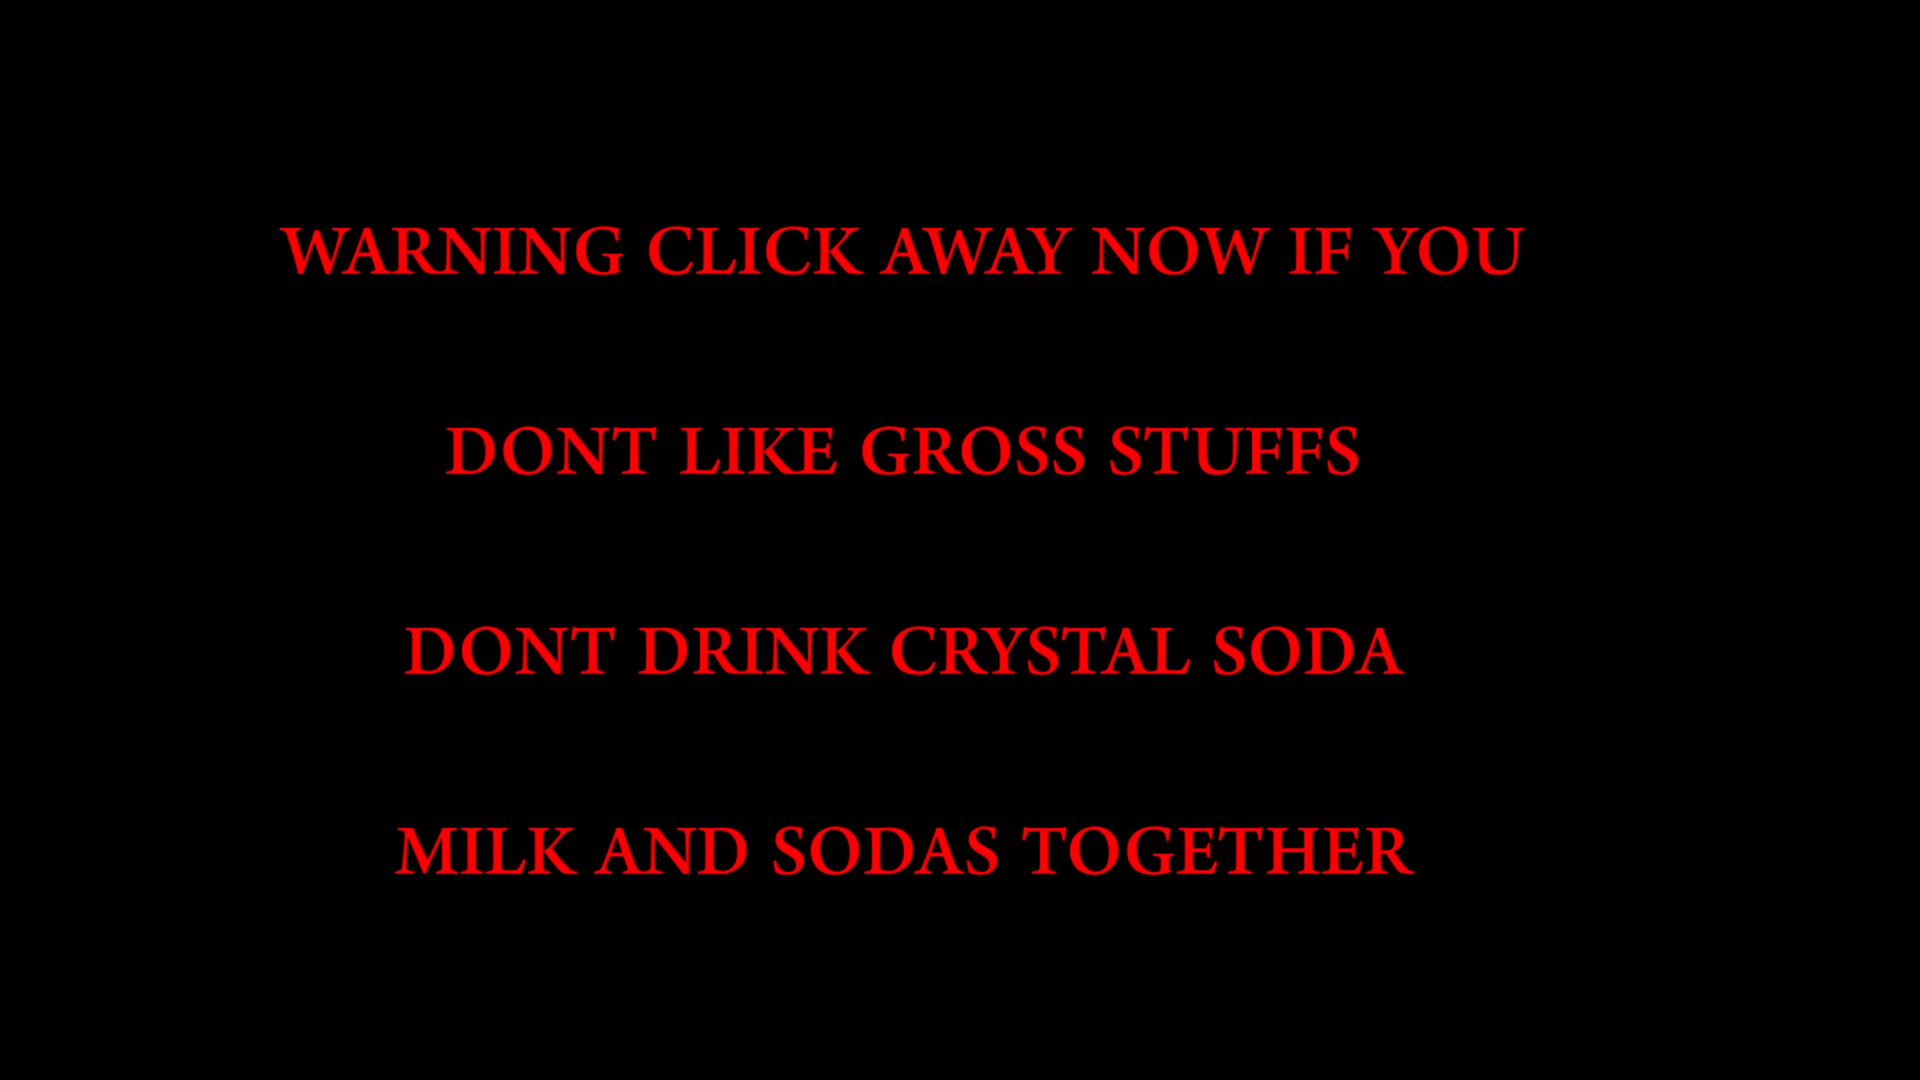 WARNING CLICK AWAY NOW IF YOU
DONT LIKE GROSS STUFFS
DONT DRINK CRYSTAL SODA
MILK AND SODAS TOGETHER